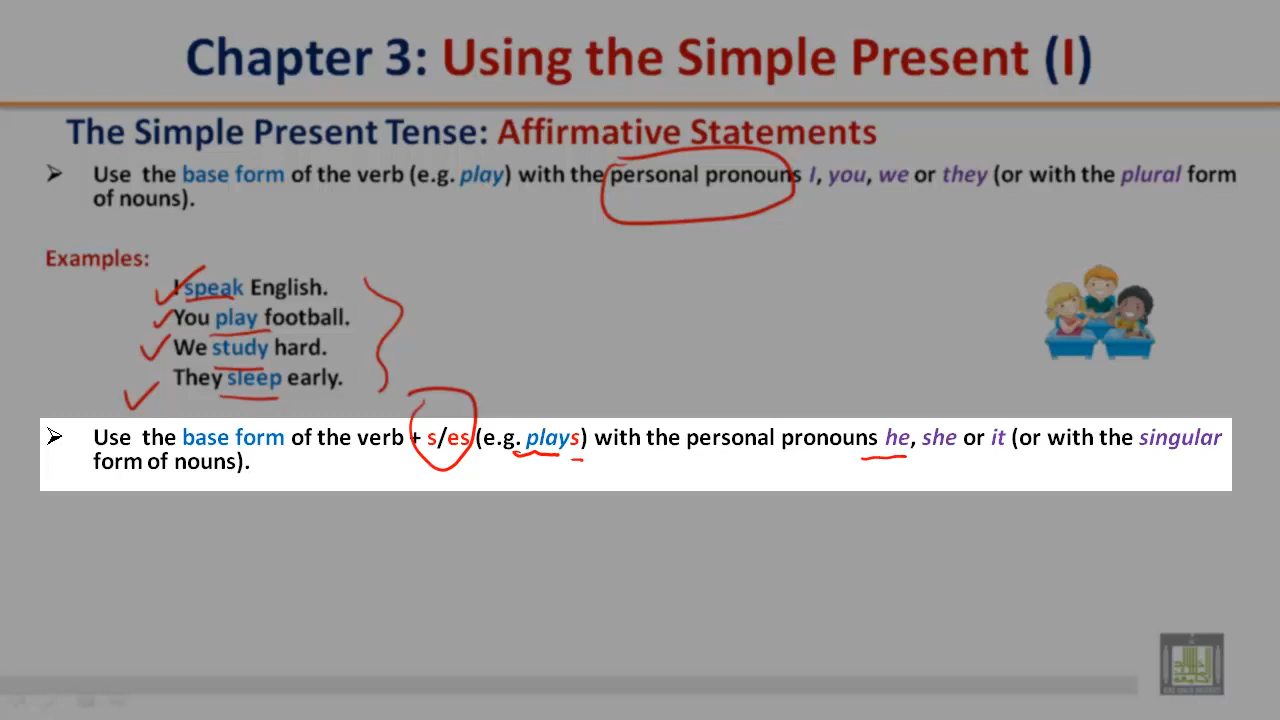 Chapter 3: Using the Simple Present (I)
The Simple Present Tense: Affirmative Statements
Use the base form of the verb (e.g. play) with the personal pronouns I, you, we or they (or with the plural form
of nouns).
Examples:
I speak English.
You play football.
We study hard.
They sleep early.
Use the base form of the verb + s/es (e.g. plays) with the personal pronouns he, she or it (or with the singular
form of nouns).